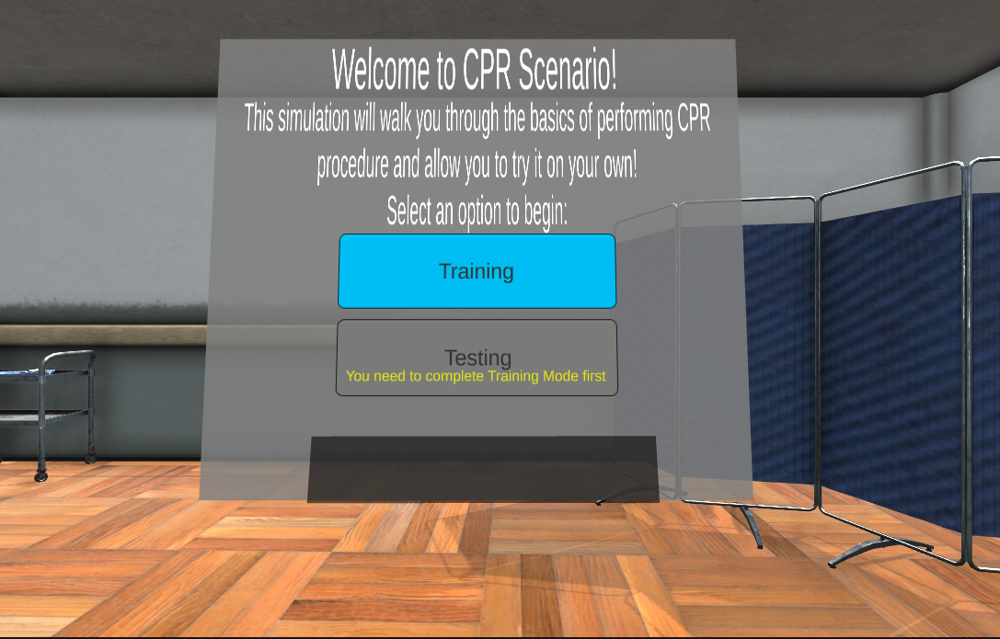 Welcome to CPR Scenario!
This simulation will walk you through the basics of performing CPR
procedure and allow you to try it on your own!
Select an option to begin:
Training
Testing
You need to complete Training Mode first